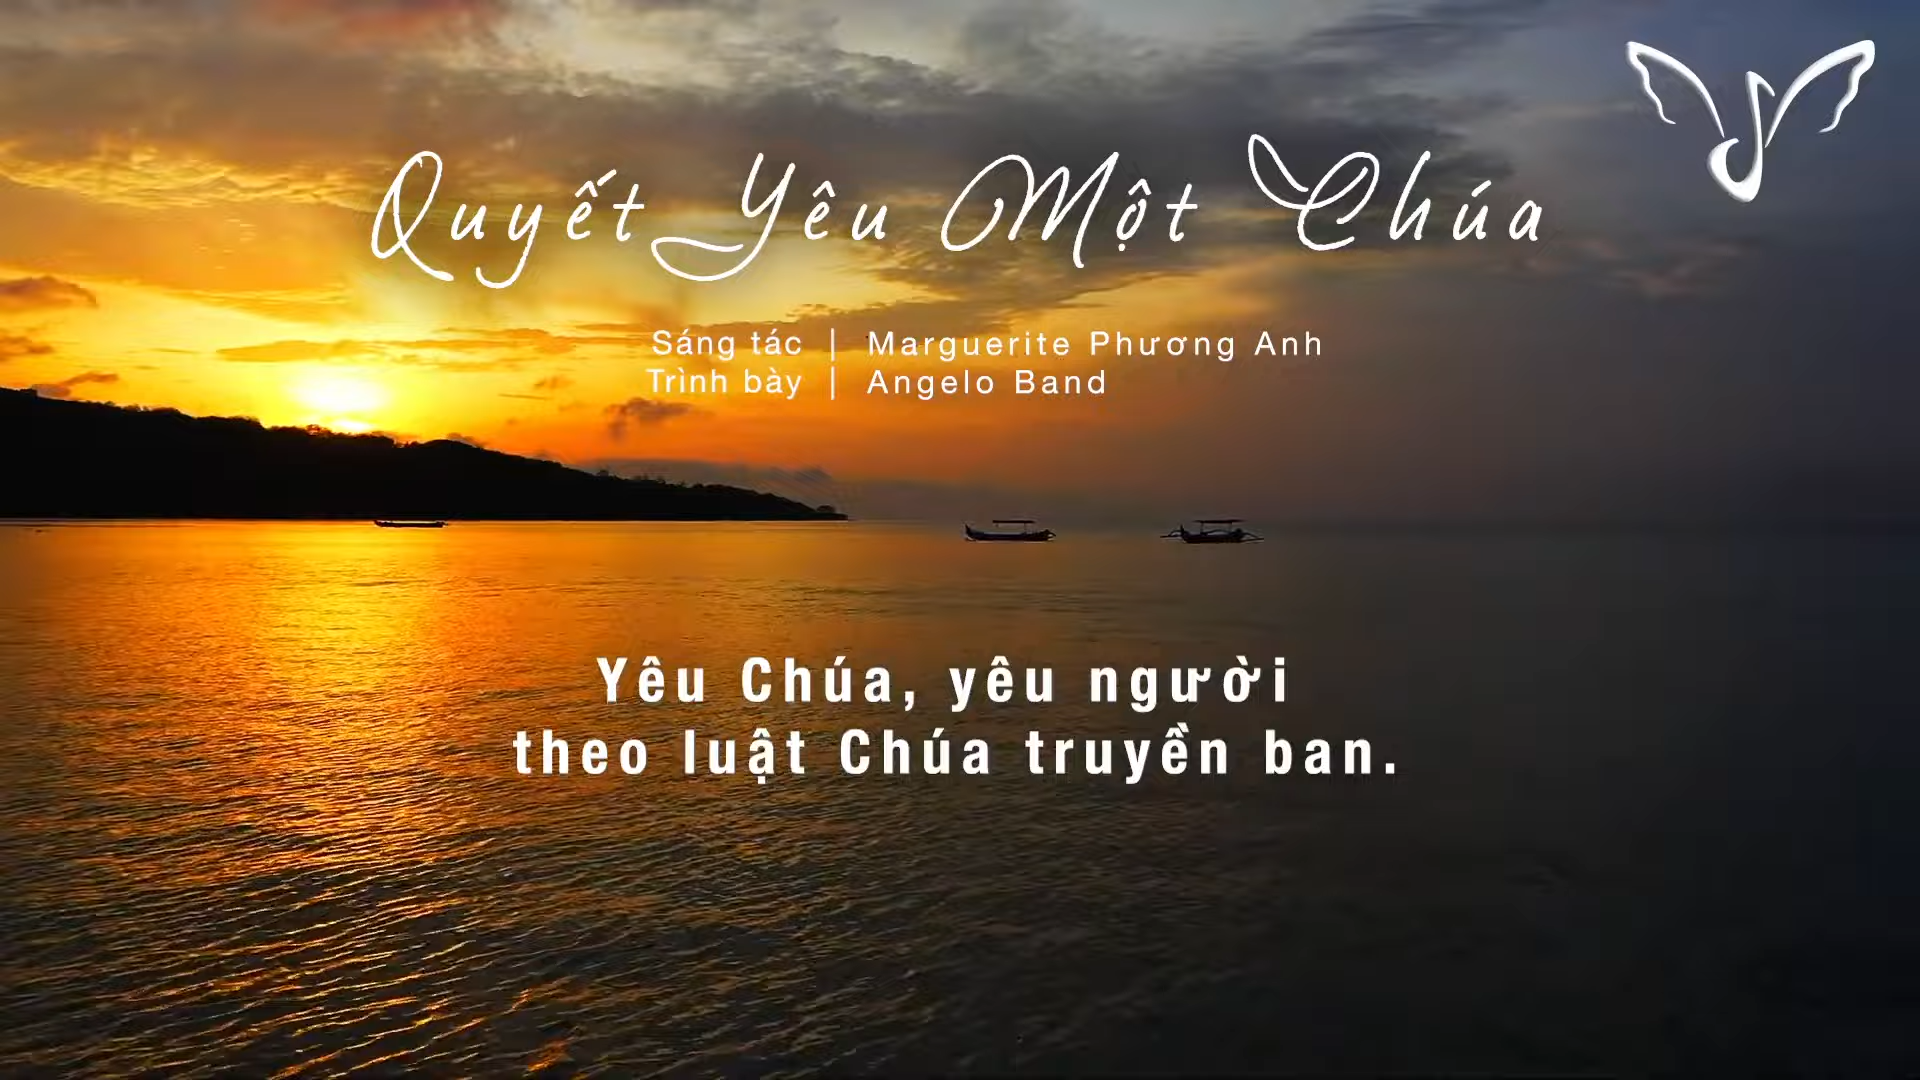 Quyết Yêu Một Chúa
Sáng tác | Marguerite Phương Anh
Trình bày | Angelo Band
Yêu Chúa, yêu người
theo luật Chúa truyền ban.